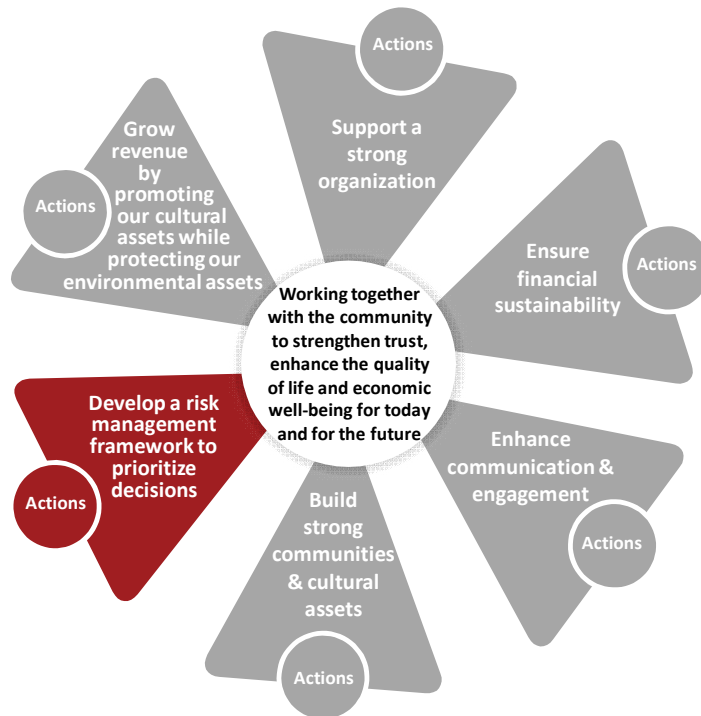 Actions
Support a
strong
organization
Actions
Ensure
financial
sustainability
Enhance
communication &
engagement
Actions
Build
strong
communities
& cultural
assets
Actions
Develop a risk
management
framework to
prioritize
decisions
Actions
Grow
revenue
by
promoting
our cultural
assets while
protecting our
environmental assets
Actions
Working together
with the community
to strengthen trust,
enhance the quality
of life and economic
well-being for today
and for the future